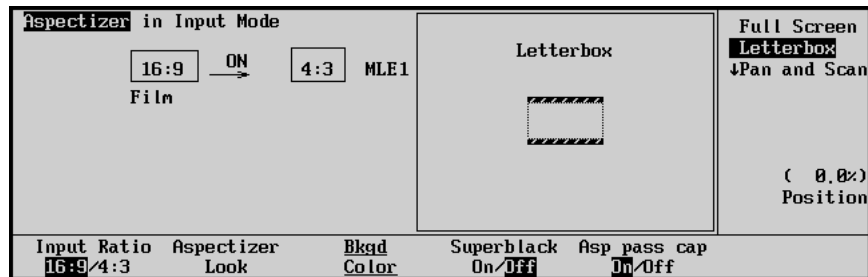 Aspectizer in Input Mode
16:9 ON 4:3 MLE1
Film
Letterbox
Full Screen
Letterbox
↓Pan and Scan
( 0.0%)
Position
Input Ratio Aspectizer Bkgd Superblack Asp pass cap
16:9/4:3 Look Color On/Off On/Off